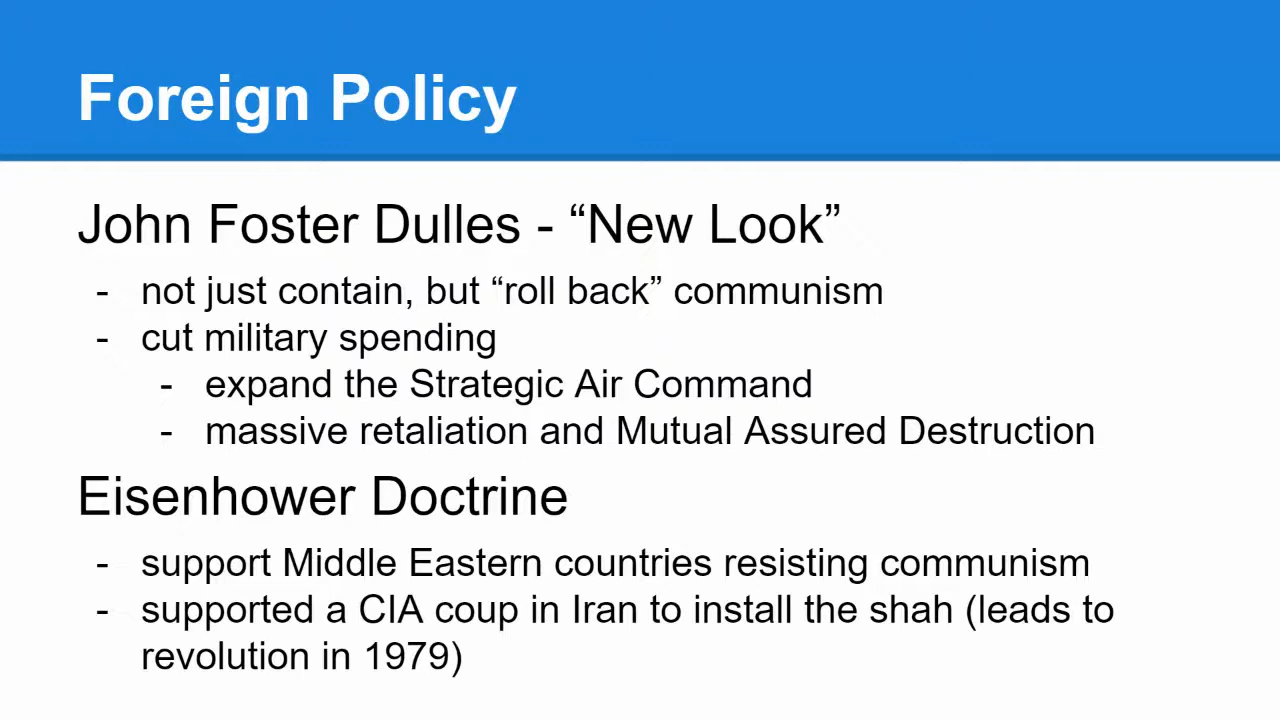 Foreign Policy
John Foster Dulles - “New Look”
- not just contain, but “roll back” communism
- cut military spending
- expand the Strategic Air Command
- massive retaliation and Mutual Assured Destruction
Eisenhower Doctrine
- support Middle Eastern countries resisting communism
- supported a CIA coup in Iran to install the shah (leads to
revolution in 1979)